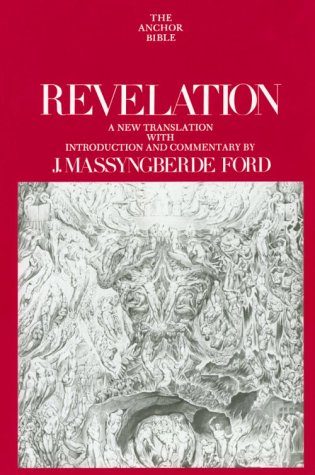 THE
ANCHOR
BIBLE
REVELATION
A NEW TRANSLATION
WITH
INTRODUCTION AND COMMENTARY BY
J. MASSYNGBERDE FORD